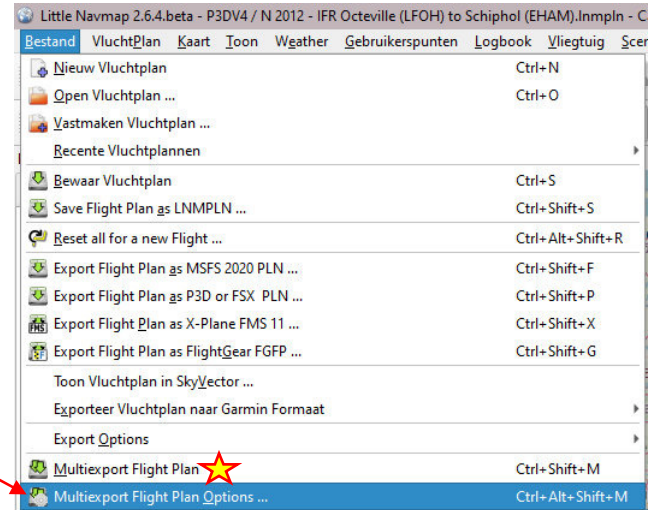 Little Navmap 2.6.4.beta - P3DV4 / N 2012 - IFR Octeville (LFOH) to Schiphol (EHAM).lnmpln - C
Bestand VluchtPlan Kaart Toon Weather Gebruikerspunten Logbook Vliegtuig Scer
Nieuw Vluchtplan Ctrl+N
Open Vluchtplan ... Ctrl+O
Vastmaken Vluchtplan ...
Recente Vluchtplannen
Bewaar Vluchtplan Ctrl+S
Save Flight Plan as LNMPLN ... Ctrl+Shift+S
Reset all for a new Flight ... Ctrl+Alt+Shift+R
Export Flight Plan as MSFS 2020 PLN ... Ctrl+Shift+F
Export Flight Plan as P3D or FSX PLN ... Ctrl+Shift+P
FMS Export Flight Plan as X-Plane FMS 11 ... Ctrl+Shift+X
Export Flight Plan as FlightGear FGFP ... Ctrl+Shift+G
Toon Vluchtplan in SkyVector ...
Exporteer Vluchtplan naar Garmin Formaat
Export Options
Multiexport Flight Plan Ctrl+Shift+M
Multiexport Flight Plan Options ... Ctrl+Alt+Shift+M